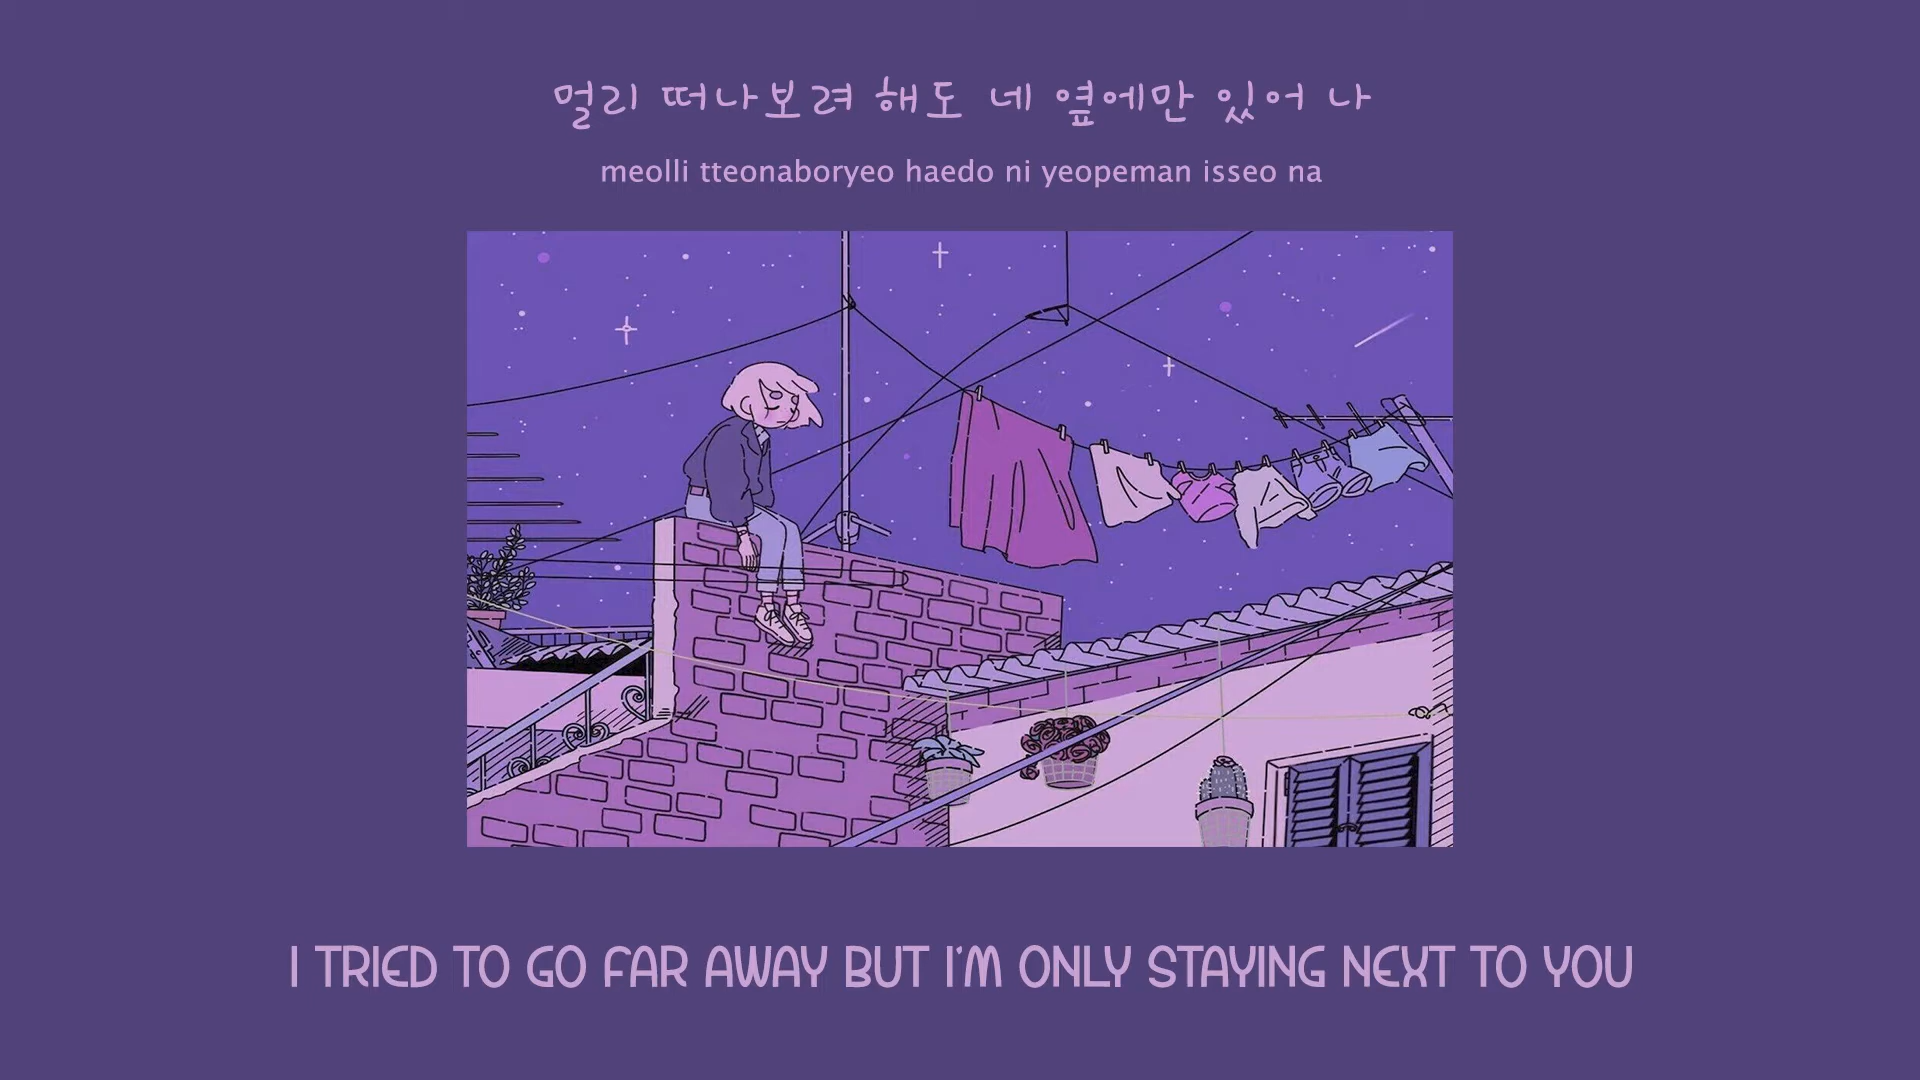 멀리 떠나보려 해도 네 옆에만 있어 나
meolli tteonaboryeo haedo ni yeopeman isseo na
I TRIED TO GO FAR AWAY BUT I'M ONLY STAYING NEXT TO YOU